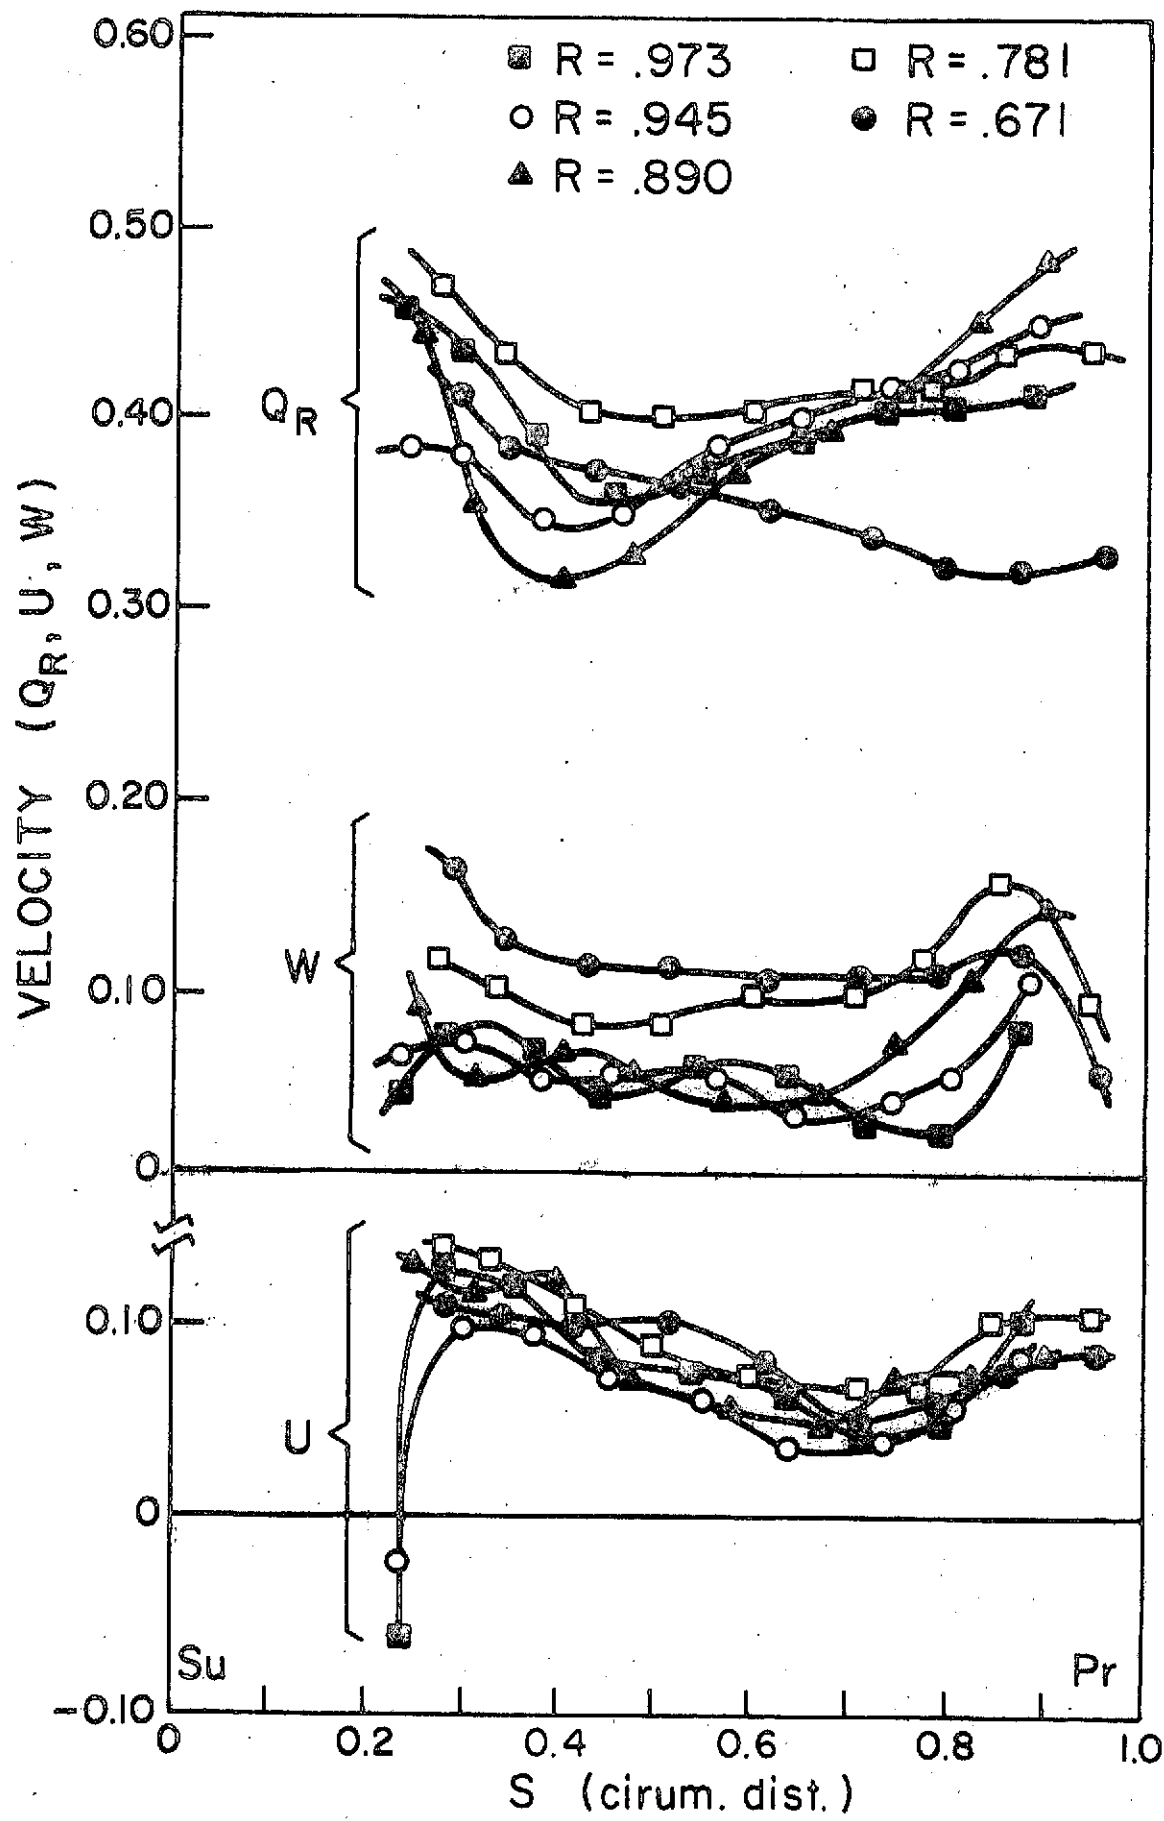 0.60
R = .973
R = .781
R = .945
R = .671
R = .890
0.50
Q_R
0.40
0.30
VELOCITY (Q_R, U, W)
0.20
W
0.10
0
0.10
U
0
Su
Pr
-0.10
0
0.2
0.4
0.6
0.8
1.0
S (cirum. dist.)